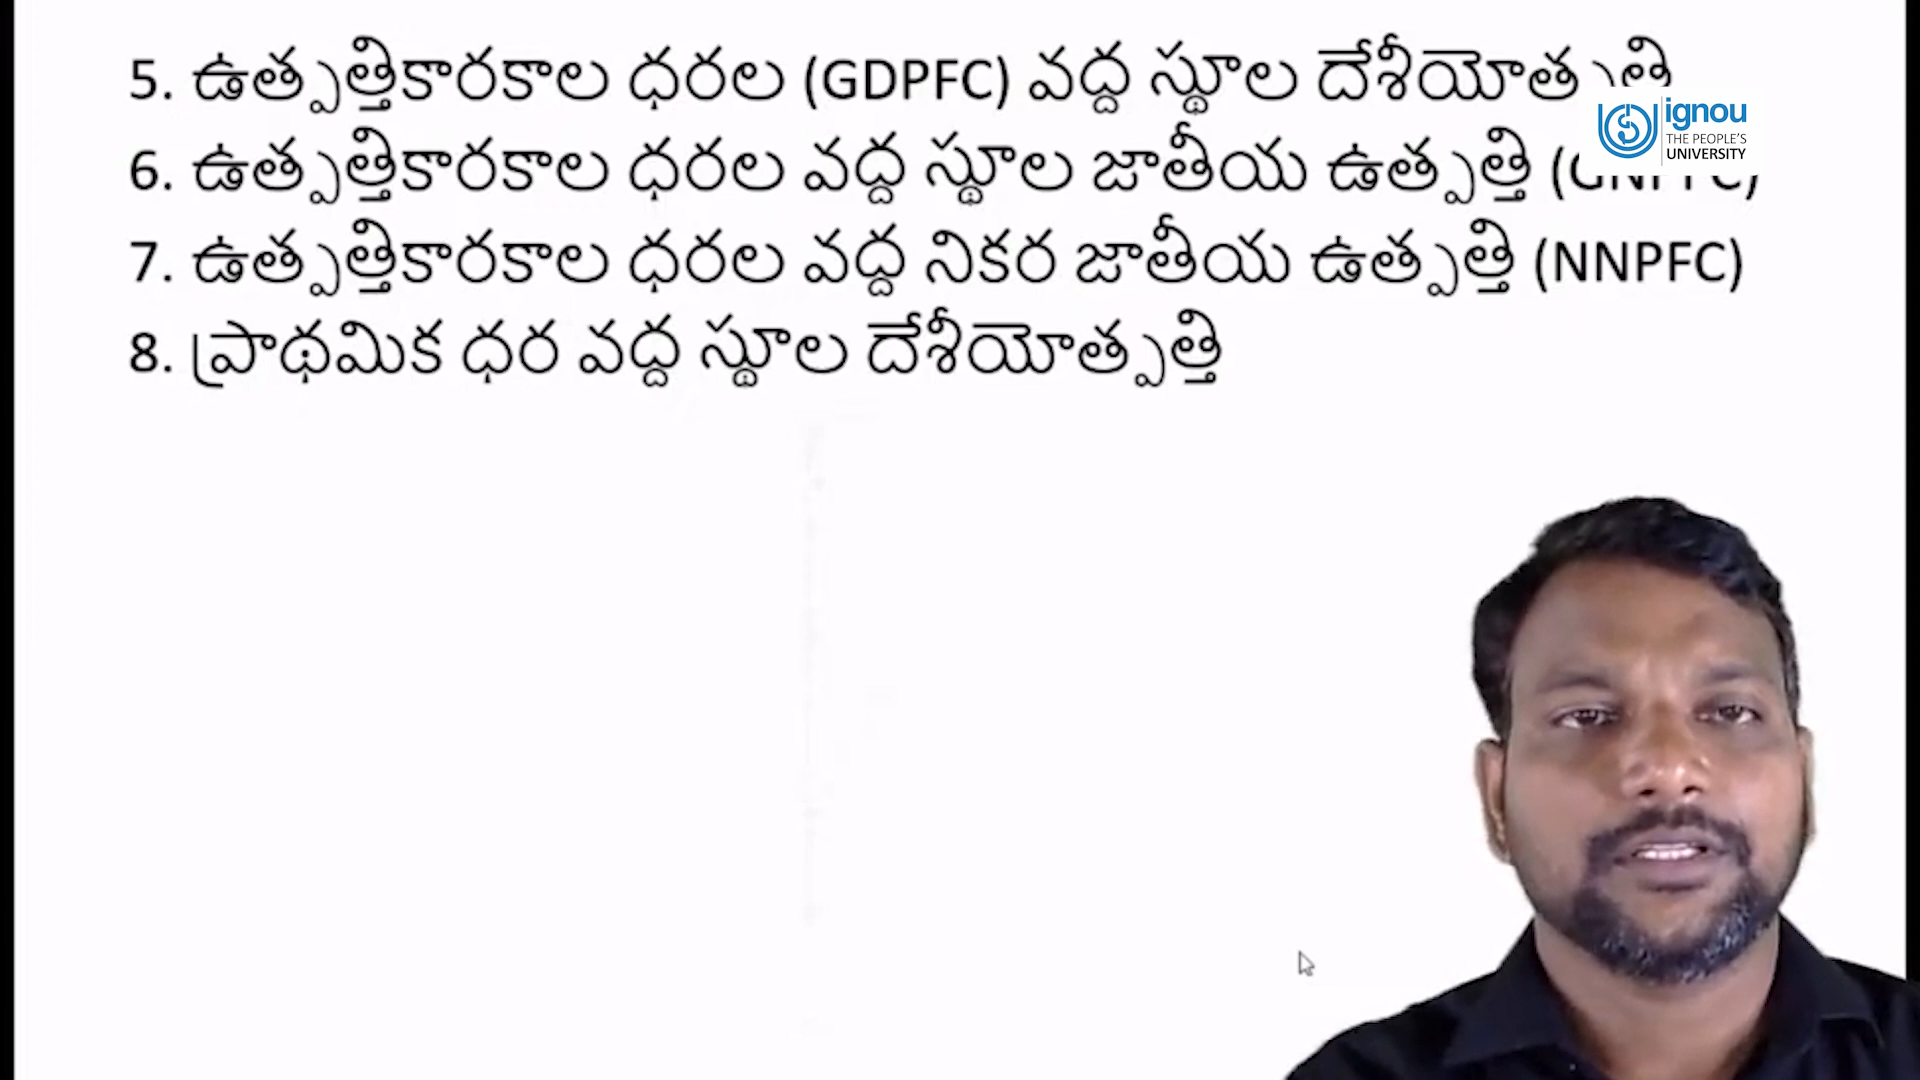 5. ఉత్పత్తికారకాల ధరల (GDPFC) వద్ద స్థూల దేశీయోత్పత్తి
6. ఉత్పత్తికారకాల ధరల వద్ద స్థూల జాతీయ ఉత్పత్తి
7. ఉత్పత్తికారకాల ధరల వద్ద నికర జాతీయ ఉత్పత్తి (NNPFC)
8. ప్రాథమిక ధర వద్ద స్థూల దేశీయోత్పత్తి
ignou
THE PEOPLE'S
UNIVERSITY